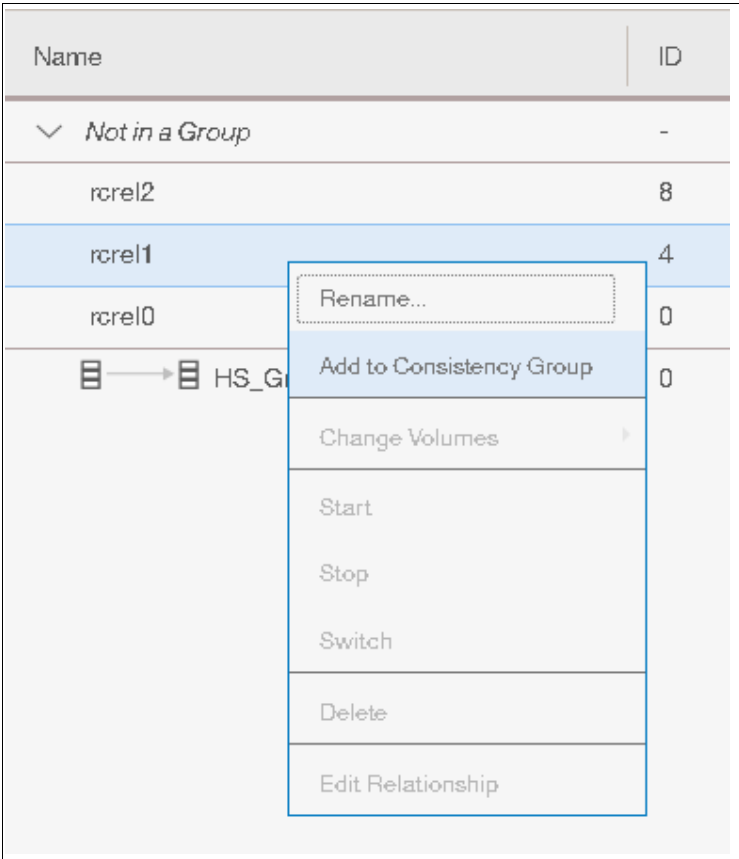 Name ID
Not in a Group -
rcrel2 8
rcrel1 4
rcrel0 0
HS_Gr 0
Rename...
Add to Consistency Group
Change Volumes
Start
Stop
Switch
Delete
Edit Relationship